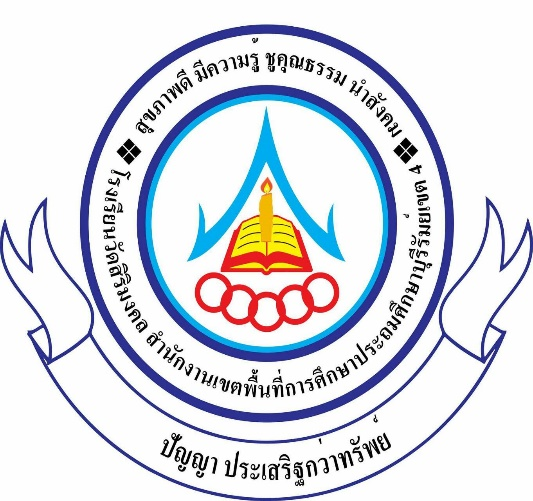 สุขภาพดี มีความรู้ ชูคุณธรรม นำสังคม
โรงเรียนวัดสิริมงคล สำนักงานเขตพื้นที่การศึกษาประถมศึกษาบุรีรัมย์เขต 4
ปัญญา ประเสริฐกว่าทรัพย์